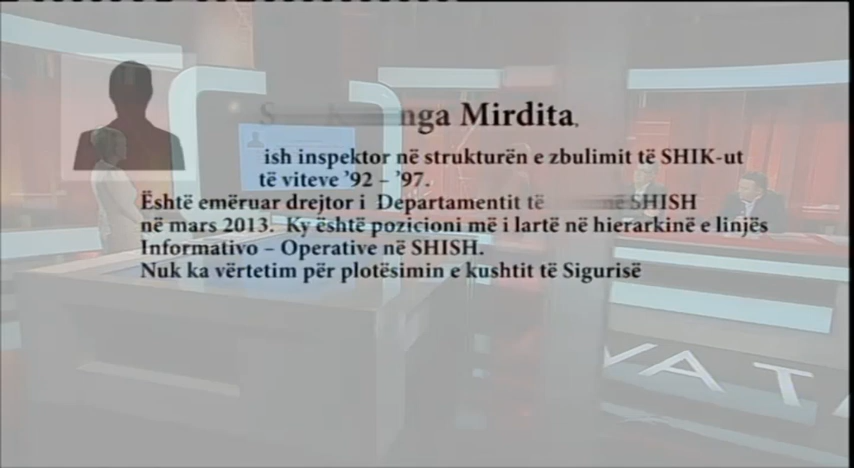 nga Mirdita,
ish inspektor në strukturën e zbulimit të SHIK-ut
të viteve ’92 – ’97.
Është emëruar drejtor i Departamentit të në SHISH
në mars 2013. Ky është pozicioni më i lartë në hierarkinë e linjës
Informativo – Operative në SHISH.
Nuk ka vërtetim për plotësimin e kushtit të Sigurisë
VAT